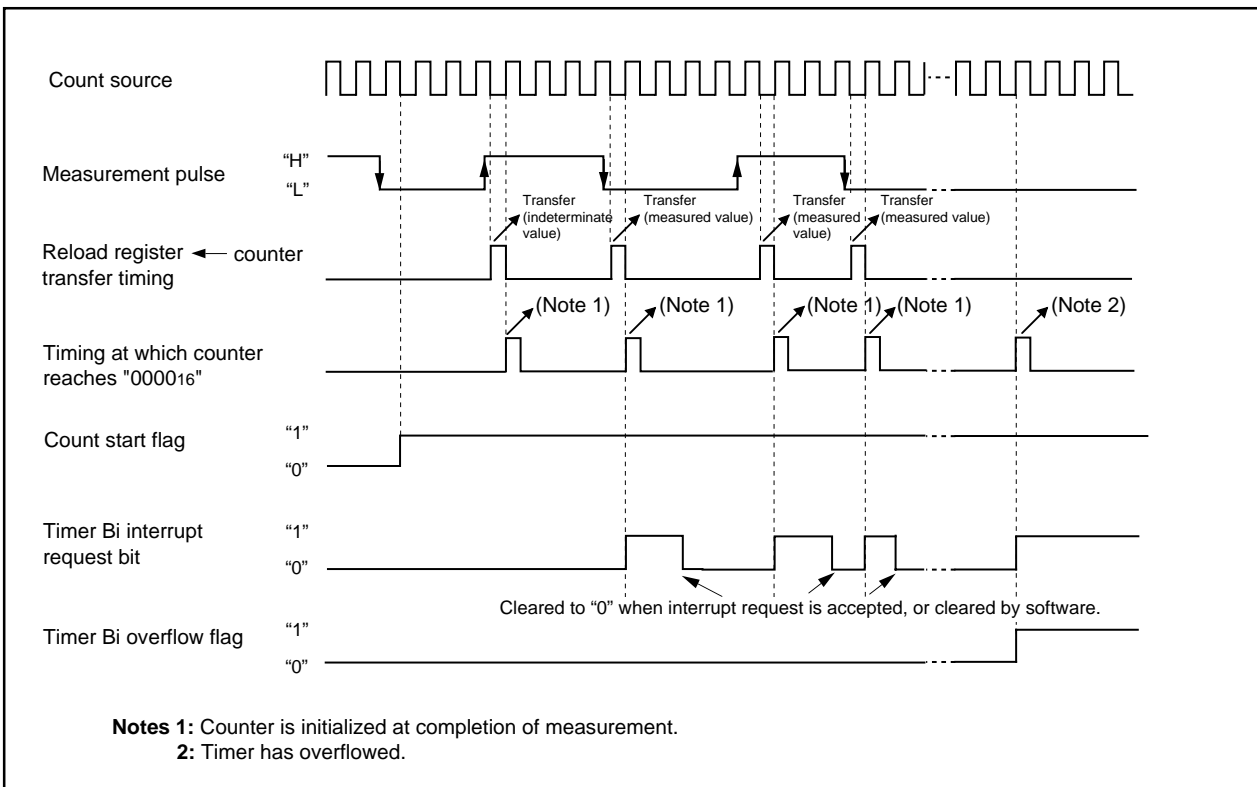 Count source
Measurement pulse
“H”
“L”
Transfer
(indeterminate
value)
Transfer
(measured value)
Transfer
(measured
value)
Transfer
(measured value)
Reload register ← counter
transfer timing
(Note 1)
(Note 1)
(Note 1)
(Note 1)
(Note 2)
Timing at which counter
reaches "000016"
Count start flag
“1”
“0”
Timer Bi interrupt
request bit
“1”
“0”
Cleared to “0” when interrupt request is accepted, or cleared by software.
Timer Bi overflow flag
“1”
“0”
Notes 1: Counter is initialized at completion of measurement.
2: Timer has overflowed.